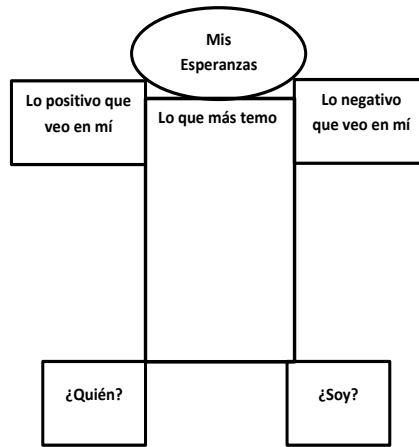 Mis
Esperanzas
Lo positivo que
veo en mí
Lo que más temo
Lo negativo
que veo en mí
¿Quién?
¿Soy?